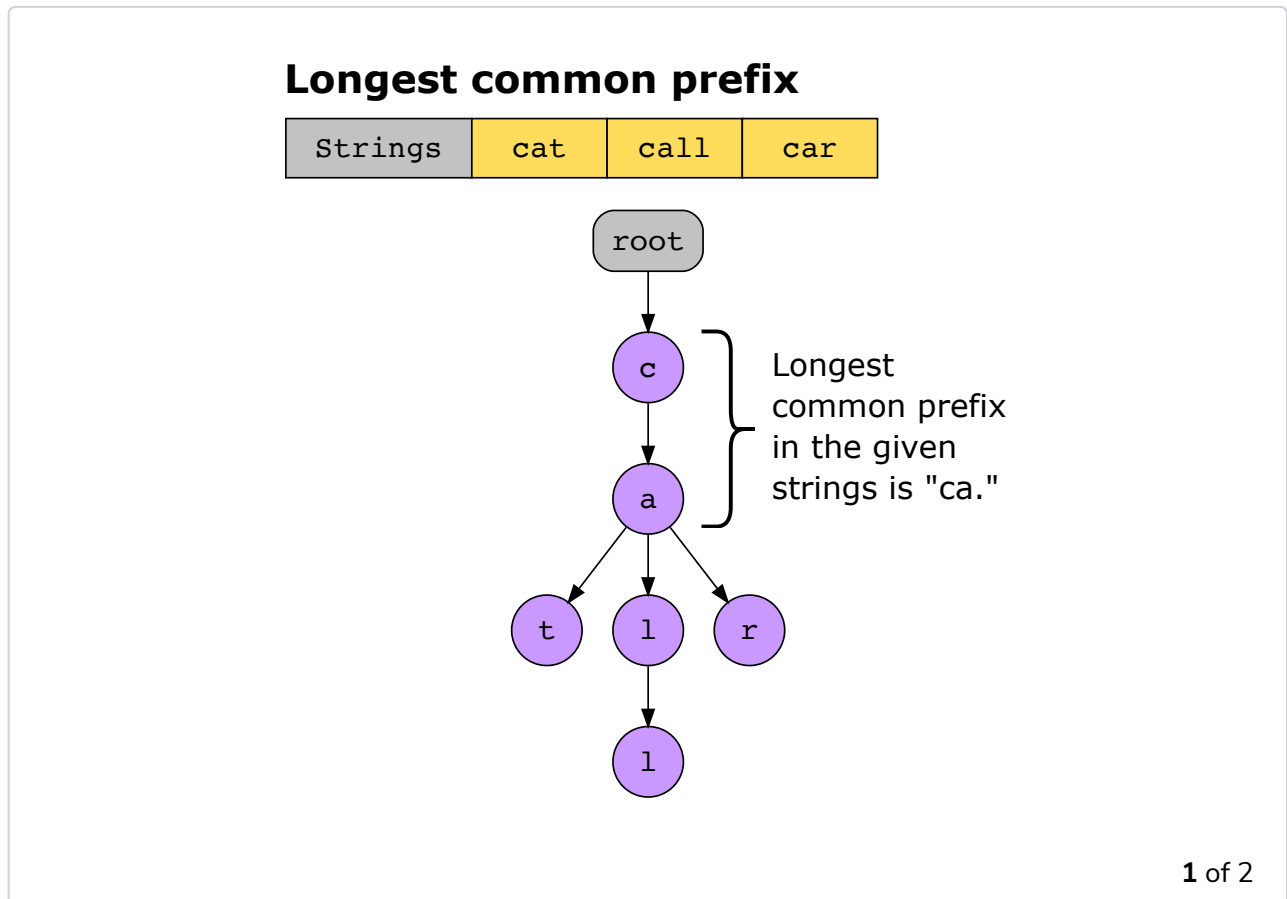 Longest common prefix
Strings cat call car
root
c
Longest
common prefix
in the given
strings is "ca."
a
t l r
l
1 of 2